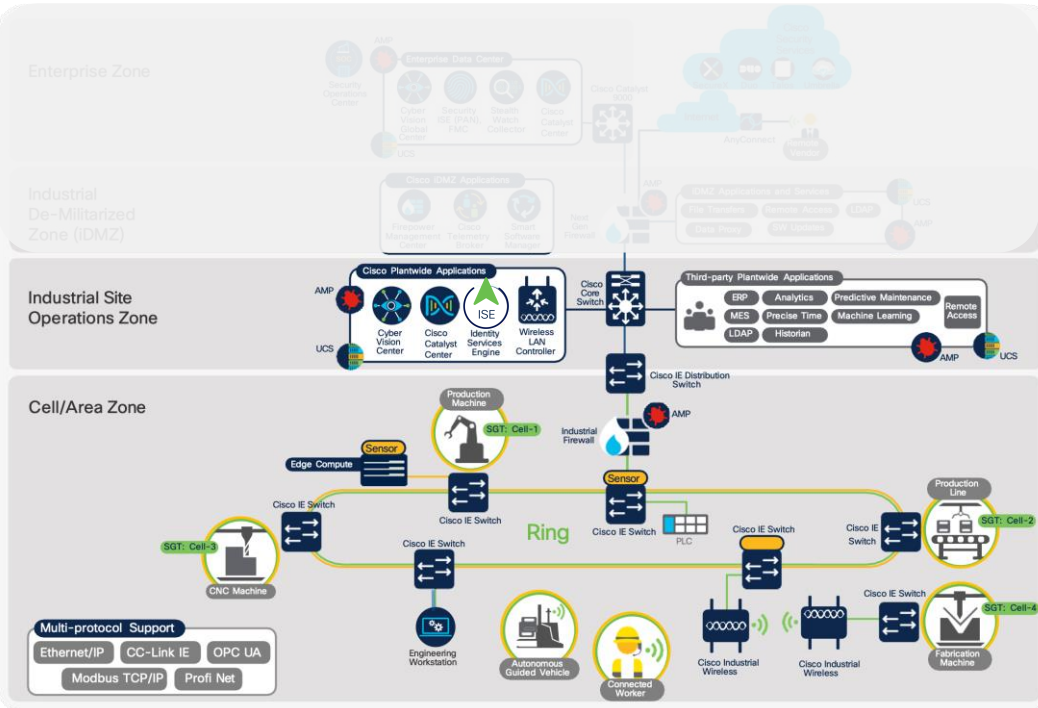 Enterprise Zone
Security
Operations
Center
AMP
Enterprise Data Center
Cyber
Vision
Global
Center
Security
ISE (PAN),
FMC
Stealth
Watch
Collector
Cisco
Catalyst
Center
UCS
Cisco Catalyst
AnyConnect
Industrial
De-Militarized
Zone (iDMZ)
Cisco IDMZ Applications
Firepower
Management
Center
Cisco
Telemetry
Broker
Smart
Software
Manager
Next
Gen
Firewall
AMP
IDMZ Applications and Services
File Transfer
Remote Access
LDAP
Data Proxy
SW Updates
UCS
AMP
Industrial Site
Operations Zone
Cisco Plantwide Applications
AMP
UCS
Cyber
Vision
Center
Cisco
Catalyst
Center
ISE
Identity
Services
Engine
Wireless
LAN
Controller
Cisco
Core
Switch
Third-party Plantwide Applications
ERP
Analytics
Predictive Maintenance
MES
Precise Time
Machine Learning
LDAP
Historian
Remote
Access
AMP
UCS
Cell/Area Zone
Cisco IE Distribution
Switch
Industrial
Firewall
AMP
Production
Machine
SGT: Cell-1
Sensor
Edge Compute
Cisco IE Switch
Cisco IE Switch
Sensor
Cisco IE Switch
PLC
Ring
Cisco IE Switch
Cisco IE
Switch
Production
Line
SGT: Cell-2
SGT: Cell-3
CNC Machine
Cisco IE Switch
Engineering
Workstation
Autonomous
Guided Vehicle
Connected
Worker
Cisco Industrial
Wireless
Cisco Industrial
Wireless
Cisco IE Switch
SGT: Cell-4
Fabrication
Machine
Multi-protocol Support
Ethernet/IP
CC-Link IE
OPC UA
Modbus TCP/IP
Profi Net